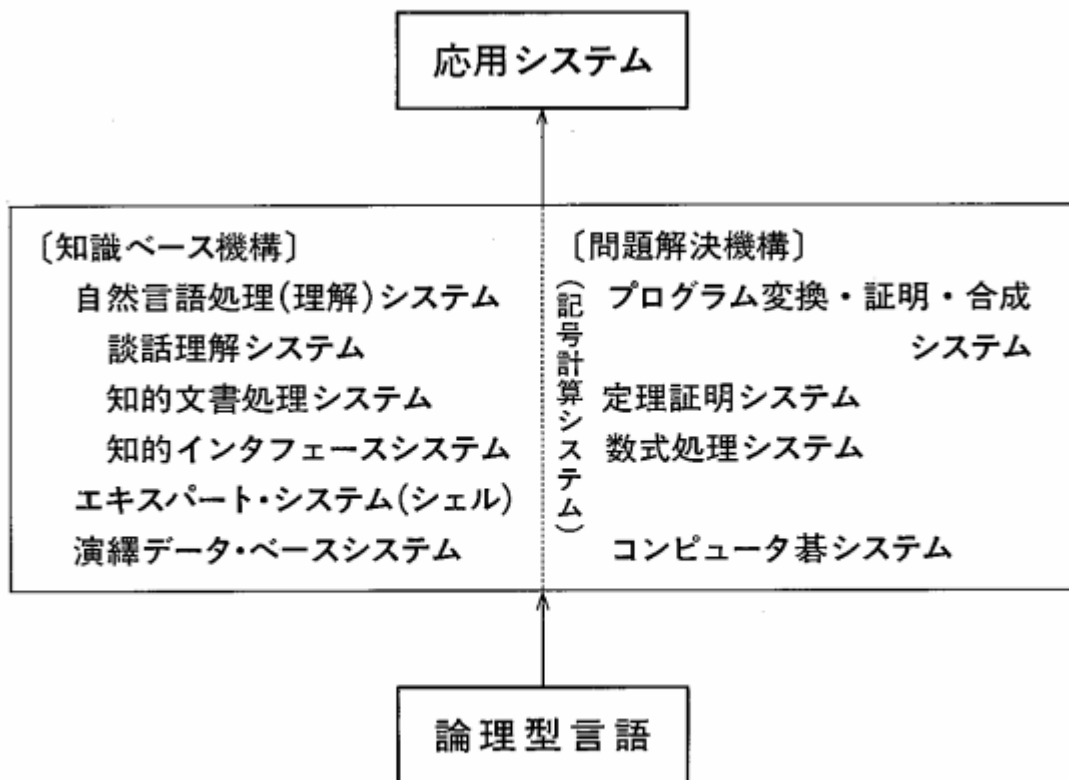 応用システム
〔知識ベース機構〕
自然言語処理(理解)システム
談話理解システム
知的文書処理システム
知的インタフェースシステム
エキスパート・システム(シェル)
演繹データ・ベースシステム
(記号計算システム)
〔問題解決機構〕
プログラム変換・証明・合成
システム
定理証明システム
数式処理システム
コンピュータ碁システム
論理型言語